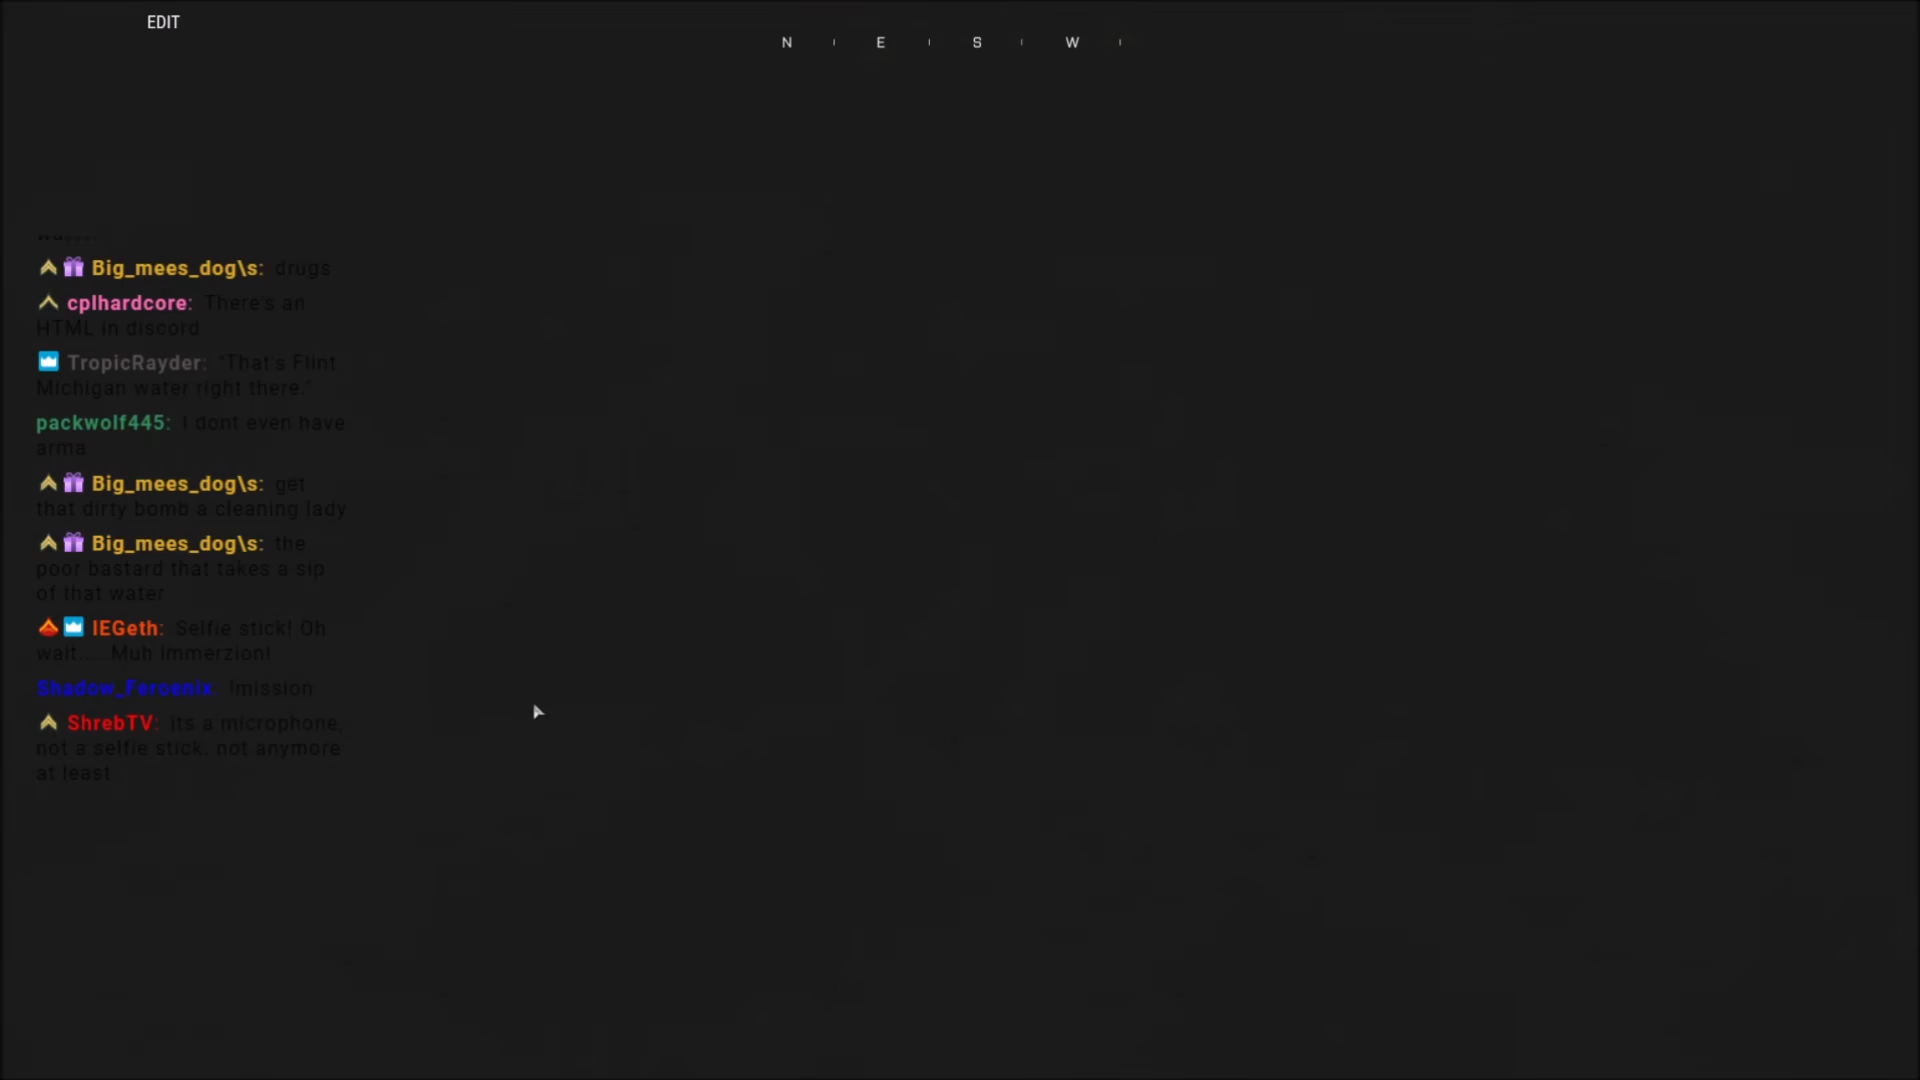 EDIT
N E S W
Big_mees_dog\s: drugs
cplhardcore: There's an
HTML in discord
TropicRayder: "That's Flint
Michigan water right there."
packwolf445: I dont even have
arma
Big_mees_dog\s: get
that dirty bomb a cleaning lady
Big_mees_dog\s: the
poor bastard that takes a sip
of that water
IEGeth: Selfie stick! Oh
wait.....Muh Immerzion!
Shadow_Feroenix: !mission
ShrebTV: its a microphone,
not a selfie stick. not anymore
at least